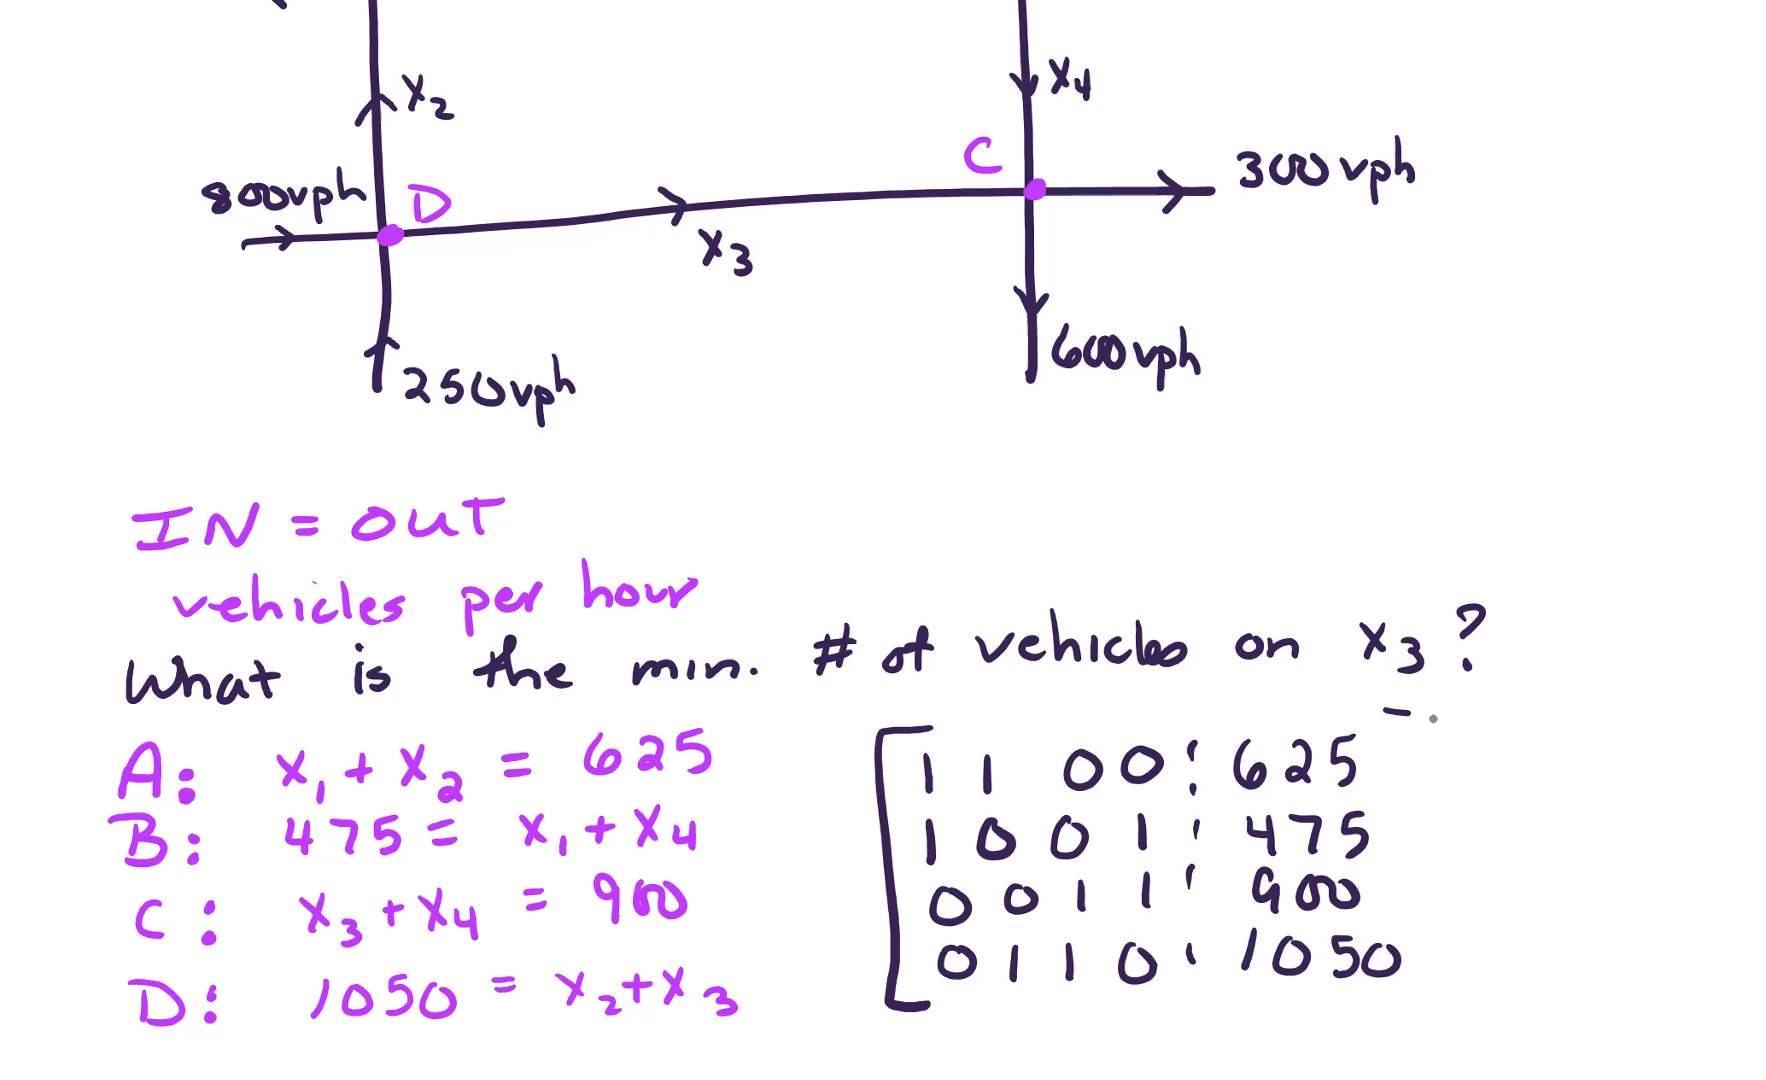 x₂
x₄
C
300vph
800vph
D
x₃
600vph
250vph
IN = OUT
vehicles per hour
What is the min. # of vehicles on x₃?
A: x₁ + x₂ = 625
B: 475 = x₁ + x₄
C: x₃ + x₄ = 900
D: 1050 = x₂ + x₃
[ 1 1 0 0 ¦ 625
1 0 0 1 ¦ 475
0 0 1 1 ¦ 900
0 1 1 0 ¦ 1050